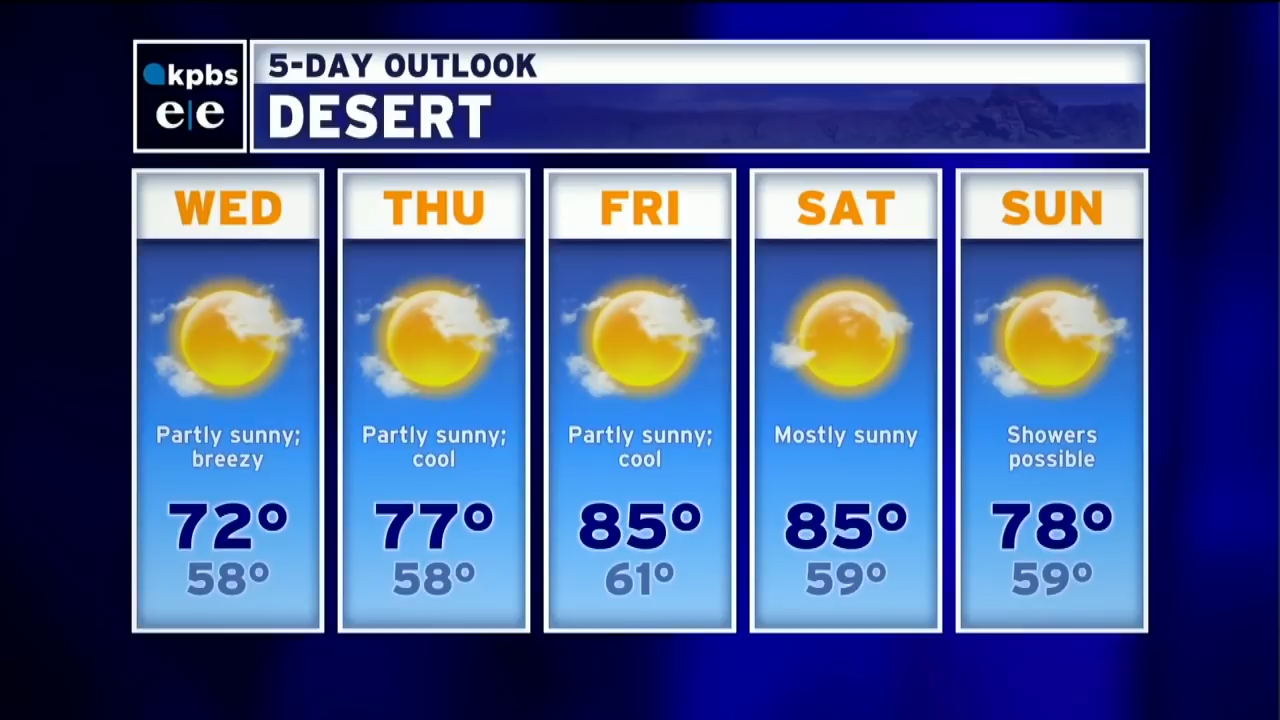 kpbs
e|e
5-DAY OUTLOOK
DESERT
WED
Partly sunny;
breezy
72°
58°
THU
Partly sunny;
cool
77°
58°
FRI
Partly sunny;
cool
85°
61°
SAT
Mostly sunny
85°
59°
SUN
Showers
possible
78°
59°